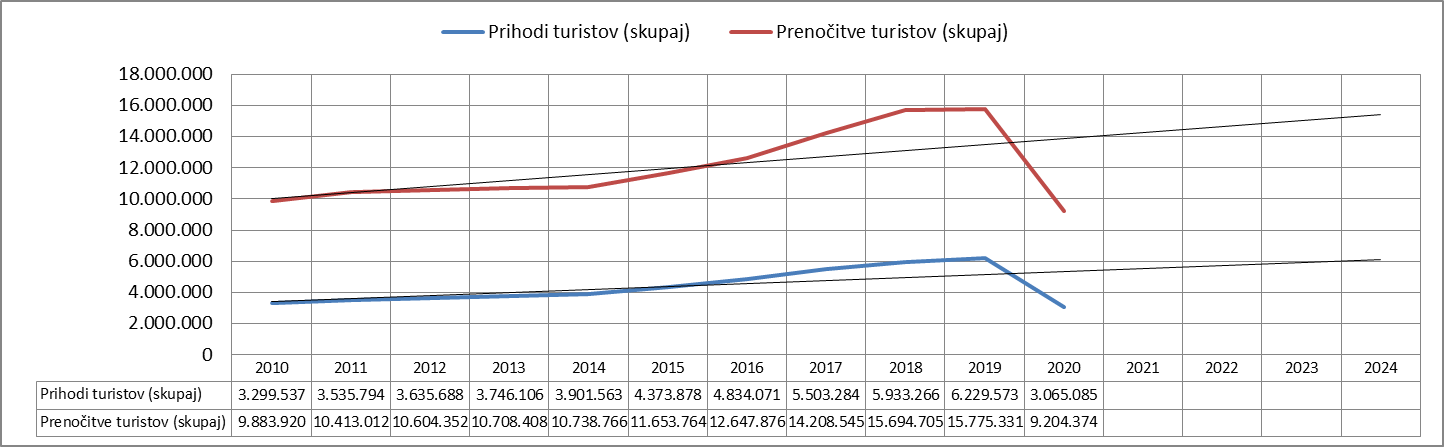 Prihodi turistov (skupaj) Prenočitve turistov (skupaj)
18.000.000
16.000.000
14.000.000
12.000.000
10.000.000
8.000.000
6.000.000
4.000.000
2.000.000
0
2010 2011 2012 2013 2014 2015 2016 2017 2018 2019 2020 2021 2022 2023 2024
Prihodi turistov (skupaj) 3.299.537 3.535.794 3.635.688 3.746.106 3.901.563 4.373.878 4.834.071 5.503.284 5.933.266 6.229.573 3.065.085
Prenočitve turistov (skupaj) 9.883.920 10.413.012 10.604.352 10.708.408 10.738.766 11.653.764 12.647.876 14.208.545 15.694.705 15.775.331 9.204.374